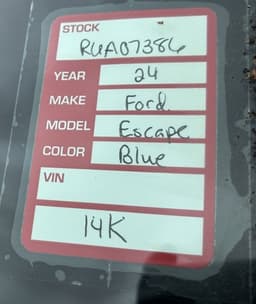 STOCK
RUA07386
YEAR 24
MAKE Ford.
MODEL Escape
COLOR Blue
VIN
14K